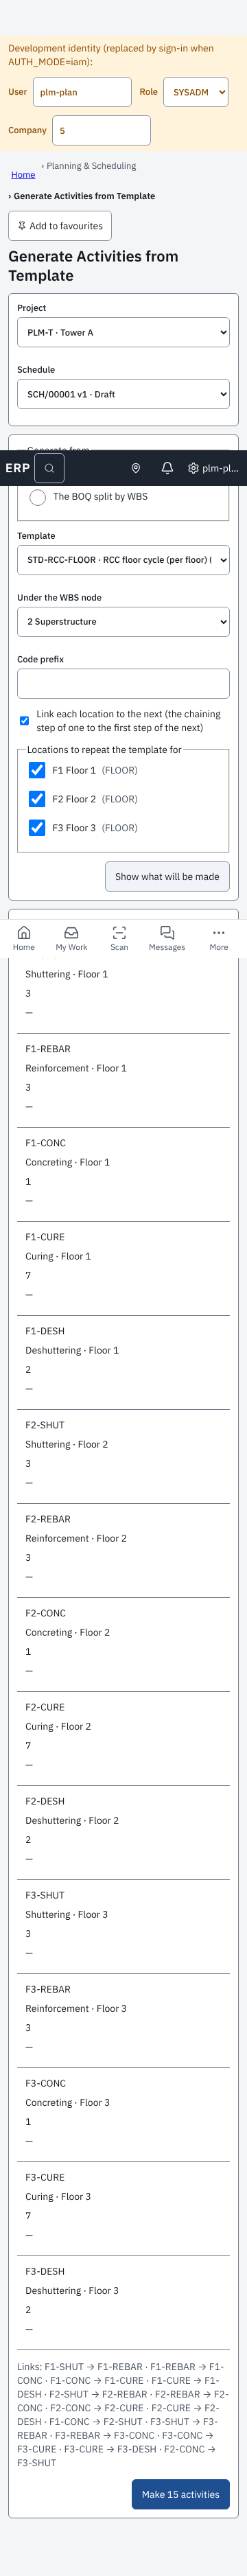 Development identity (replaced by sign-in when
AUTH_MODE=iam):
User plm-plan Role SYSADM
Company 5
Home › Planning & Scheduling
› Generate Activities from Template
Add to favourites
Generate Activities from
Template
Project
PLM-T · Tower A
Schedule
SCH/00001 v1 · Draft
Generate from
ERP plm-pl...
The BOQ split by WBS
Template
STD-RCC-FLOOR · RCC floor cycle (per floor) (
Under the WBS node
2 Superstructure
Code prefix
Link each location to the next (the chaining
step of one to the first step of the next)
Locations to repeat the template for
F1 Floor 1 (FLOOR)
F2 Floor 2 (FLOOR)
F3 Floor 3 (FLOOR)
Show what will be made
Home My Work Scan Messages More
Shuttering · Floor 1
3
—
F1-REBAR
Reinforcement · Floor 1
3
—
F1-CONC
Concreting · Floor 1
1
—
F1-CURE
Curing · Floor 1
7
—
F1-DESH
Deshuttering · Floor 1
2
—
F2-SHUT
Shuttering · Floor 2
3
—
F2-REBAR
Reinforcement · Floor 2
3
—
F2-CONC
Concreting · Floor 2
1
—
F2-CURE
Curing · Floor 2
7
—
F2-DESH
Deshuttering · Floor 2
2
—
F3-SHUT
Shuttering · Floor 3
3
—
F3-REBAR
Reinforcement · Floor 3
3
—
F3-CONC
Concreting · Floor 3
1
—
F3-CURE
Curing · Floor 3
7
—
F3-DESH
Deshuttering · Floor 3
2
—
Links: F1-SHUT → F1-REBAR · F1-REBAR → F1-
CONC · F1-CONC → F1-CURE · F1-CURE → F1-
DESH · F2-SHUT → F2-REBAR · F2-REBAR → F2-
CONC · F2-CONC → F2-CURE · F2-CURE → F2-
DESH · F1-CONC → F2-SHUT · F3-SHUT → F3-
REBAR · F3-REBAR → F3-CONC · F3-CONC →
F3-CURE · F3-CURE → F3-DESH · F2-CONC →
F3-SHUT
Make 15 activities